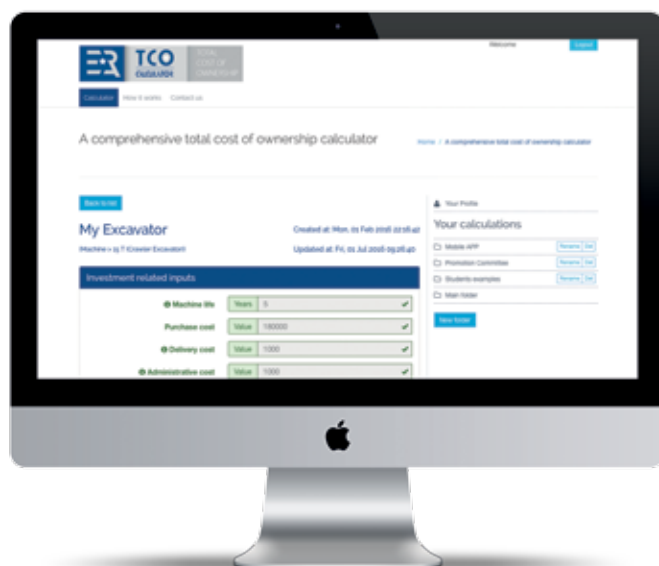 Welcome
Logout
TCO
CALCULATOR
TOTAL
COST OF
OWNERSHIP
Calculator How it works Contact us
A comprehensive total cost of ownership calculator
Home / A comprehensive total cost of ownership calculator
Back to list
My Excavator
Created at: Mon, 01 Feb 2016 22:16:42
(Machine > 15 T (Crawler Excavator))
Updated at: Fri, 01 Jul 2016 09:26:40
Investment related inputs
Machine life Years 5
Purchase cost Value 180000
Delivery cost Value 1000
Administrative cost Value 1000
Your Profile
Your calculations
Mobile APP Rename Del
Promotion Committee Rename Del
Students examples Rename Del
Main folder
New folder